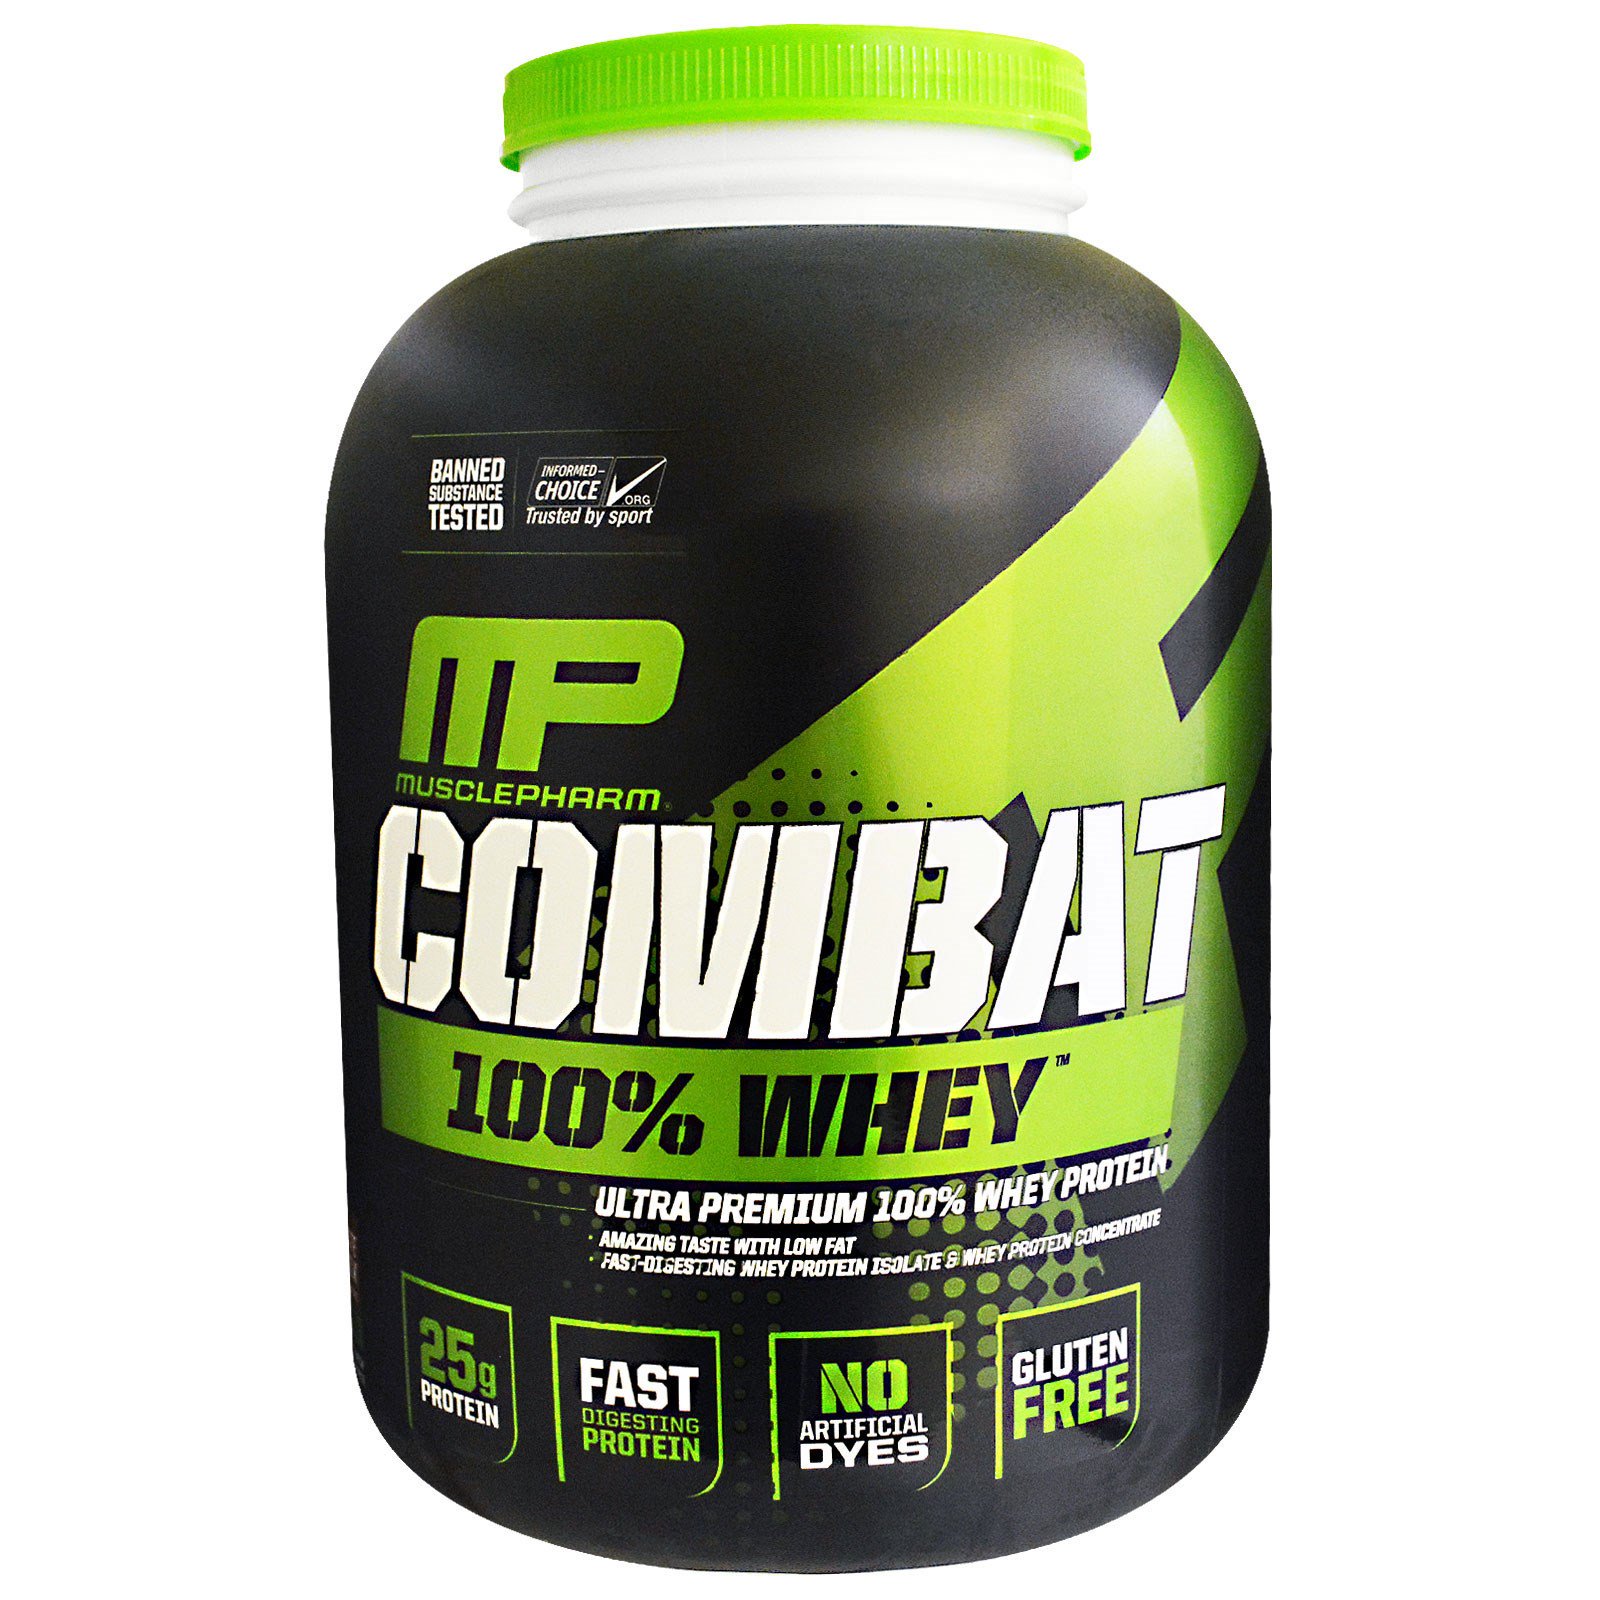 BANNED
SUBSTANCE
TESTED
INFORMED-
CHOICE
.ORG
Trusted by sport
MP
MUSCLEPHARM®
COMBAT
100% WHEY™
ULTRA PREMIUM 100% WHEY PROTEIN
· AMAZING TASTE WITH LOW FAT
· FAST-DIGESTING WHEY PROTEIN ISOLATE & WHEY PROTEIN CONCENTRATE
25g
PROTEIN
FAST
DIGESTING
PROTEIN
NO
ARTIFICIAL
DYES
GLUTEN
FREE